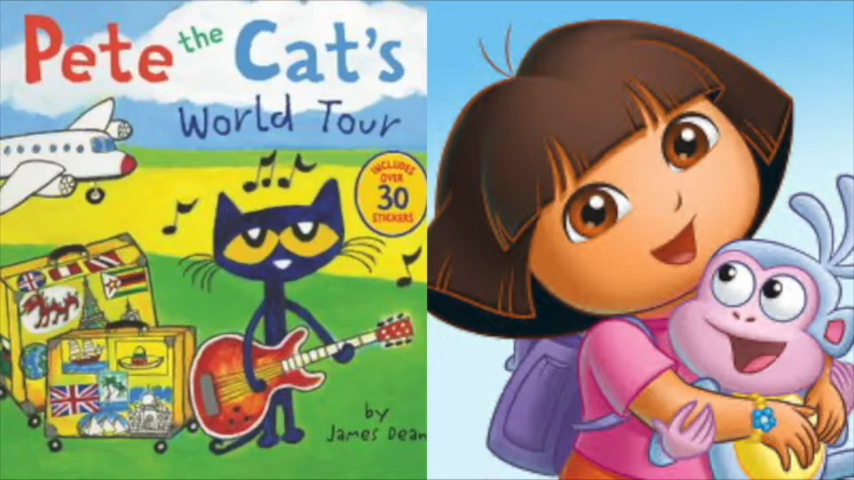 Pete the Cat's
World Tour
INCLUDES
OVER
30
STICKERS
by
James Dean